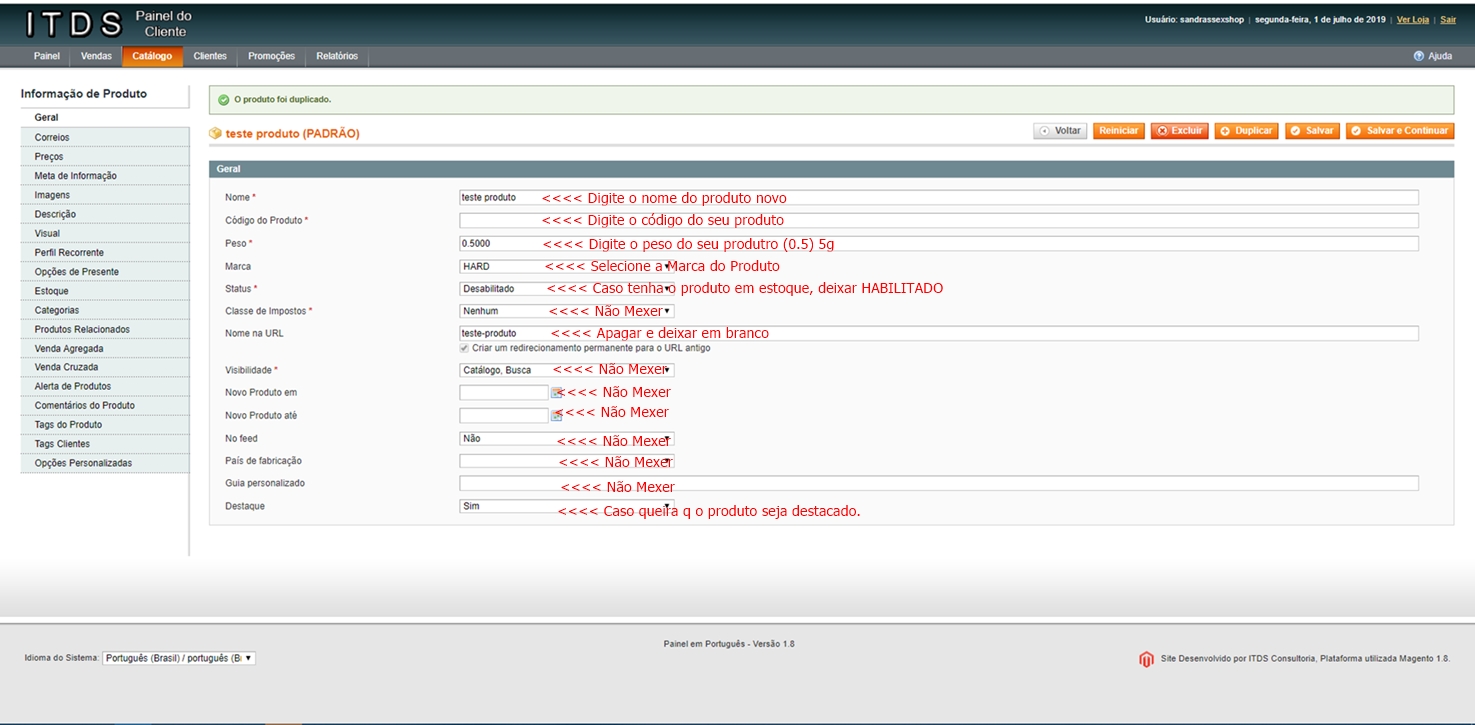 ITDS Painel do
Cliente
Usuário: sandrassexshop | segunda-feira, 1 de julho de 2019 | Ver Loja | Sair
Painel Vendas Catálogo Clientes Promoções Relatórios Ajuda
Informação de Produto
Geral
Correios
Preços
Meta de Informação
Imagens
Descrição
Visual
Perfil Recorrente
Opções de Presente
Estoque
Categorias
Produtos Relacionados
Venda Agregada
Venda Cruzada
Alerta de Produtos
Comentários do Produto
Tags do Produto
Tags Clientes
Opções Personalizadas
O produto foi duplicado.
teste produto (PADRÃO) Voltar Reiniciar Excluir Duplicar Salvar Salvar e Continuar
Geral
Nome * teste produto <<<< Digite o nome do produto novo
Código do Produto * <<<< Digite o código do seu produto
Peso * 0.5000 <<<< Digite o peso do seu produtro (0.5) 5g
Marca HARD <<<< Selecione a Marca do Produto
Status * Desabilitado <<<< Caso tenha o produto em estoque, deixar HABILITADO
Classe de Impostos * Nenhum <<<< Não Mexer
Nome na URL teste-produto <<<< Apagar e deixar em branco
Criar um redirecionamento permanente para o URL antigo
Visibilidade * Catálogo, Busca <<<< Não Mexer
Novo Produto em <<<< Não Mexer
Novo Produto até <<<< Não Mexer
No feed Não <<<< Não Mexer
País de fabricação <<<< Não Mexer
Guia personalizado <<<< Não Mexer
Destaque Sim <<<< Caso queira q o produto seja destacado.
Painel em Português - Versão 1.8
Idioma do Sistema: Português (Brasil) / português (B
Site Desenvolvido por ITDS Consultoria, Plataforma utilizada Magento 1.8.